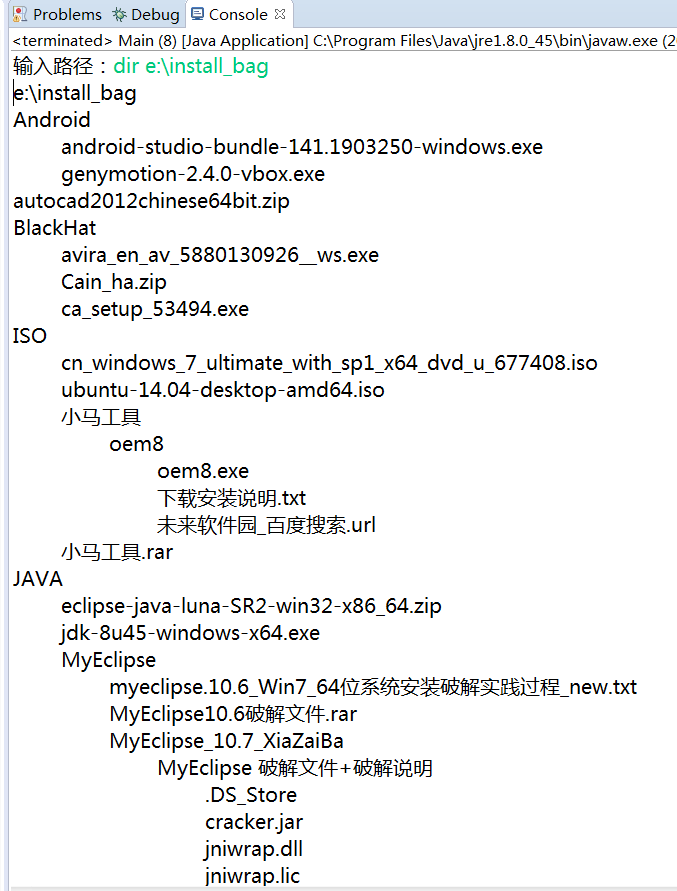 Problems Debug Console
<terminated> Main (8) [Java Application] C:\Program Files\Java\jre1.8.0_45\bin\javaw.exe (20
输入路径：dir e:\install_bag
e:\install_bag
Android
android-studio-bundle-141.1903250-windows.exe
genymotion-2.4.0-vbox.exe
autocad2012chinese64bit.zip
BlackHat
avira_en_av_5880130926__ws.exe
Cain_ha.zip
ca_setup_53494.exe
ISO
cn_windows_7_ultimate_with_sp1_x64_dvd_u_677408.iso
ubuntu-14.04-desktop-amd64.iso
小马工具
oem8
oem8.exe
下载安装说明.txt
未来软件园_百度搜索.url
小马工具.rar
JAVA
eclipse-java-luna-SR2-win32-x86_64.zip
jdk-8u45-windows-x64.exe
MyEclipse
myeclipse.10.6_Win7_64位系统安装破解实践过程_new.txt
MyEclipse10.6破解文件.rar
MyEclipse_10.7_XiaZaiBa
MyEclipse 破解文件+破解说明
.DS_Store
cracker.jar
jniwrap.dll
jniwrap.lic